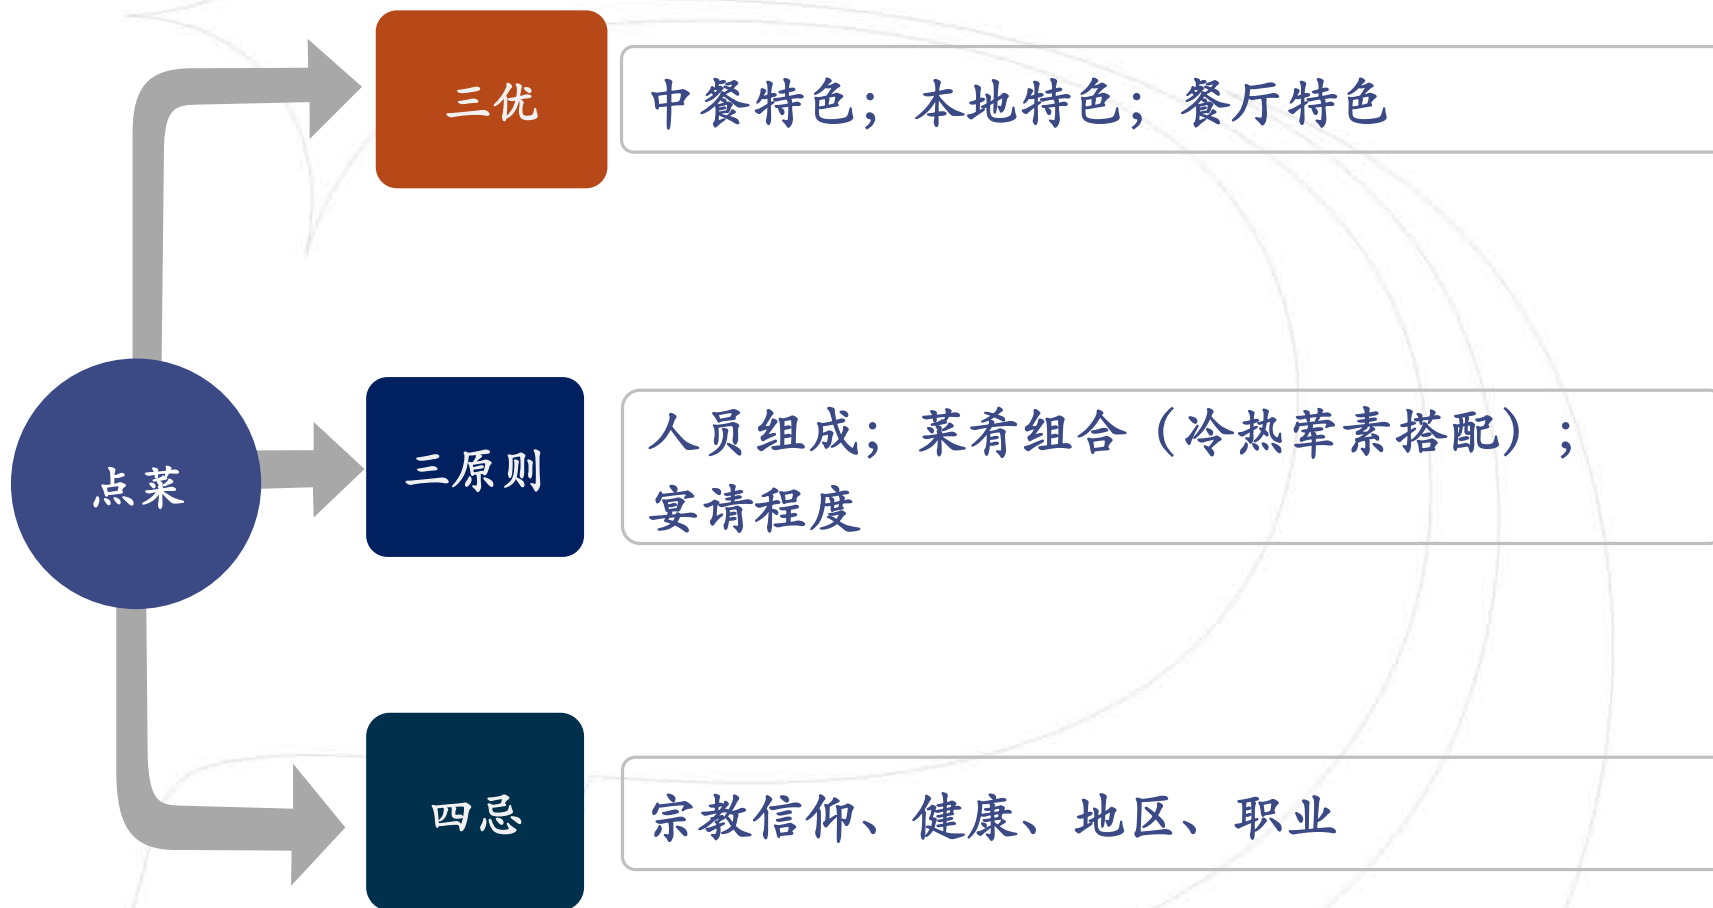 三优
中餐特色；本地特色；餐厅特色
点菜
三原则
人员组成；菜肴组合（冷热荤素搭配）；
宴请程度
四忌
宗教信仰、健康、地区、职业